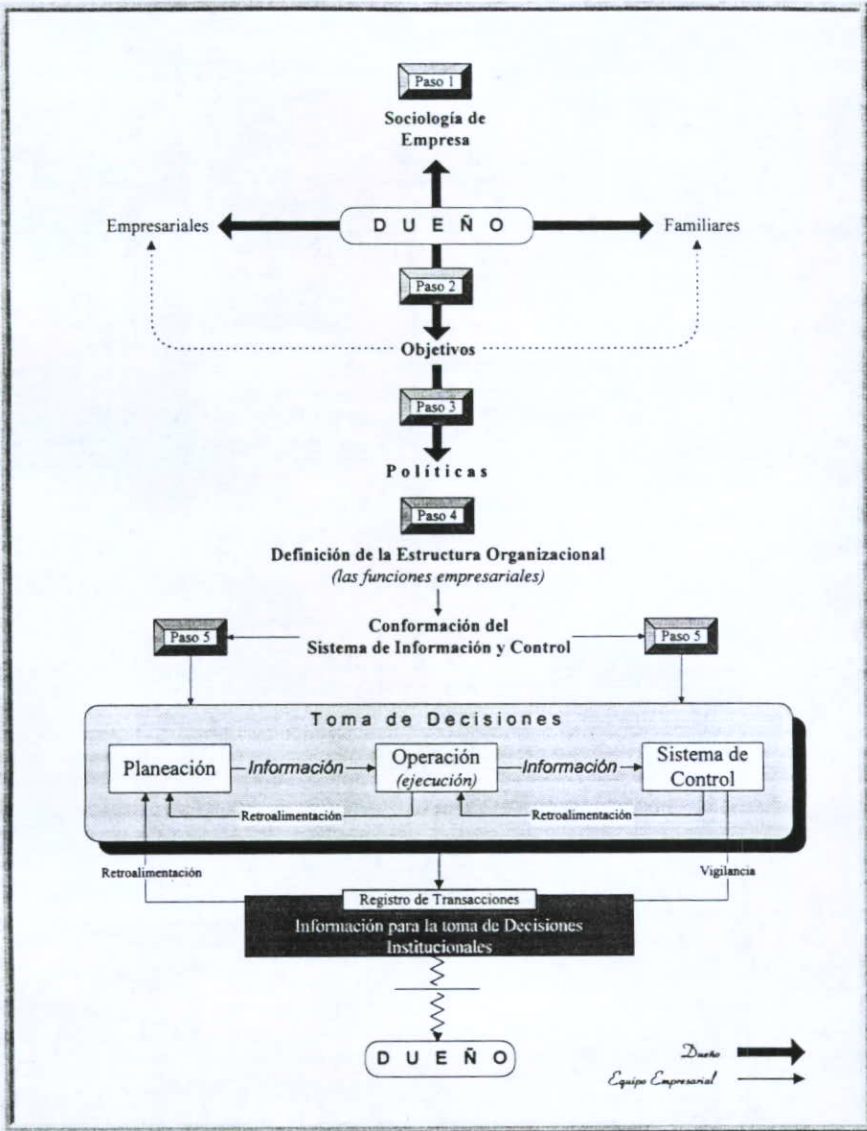 Paso 1
Sociología de
Empresa
Empresariales
D U E Ñ O
Familiares
Paso 2
Objetivos
Paso 3
Políticas
Paso 4
Definición de la Estructura Organizacional
(las funciones empresariales)
Paso 5
Conformación del
Sistema de Información y Control
Paso 5
Toma de Decisiones
Planeación
Información
Operación
(ejecución)
Información
Sistema de
Control
Retroalimentación
Retroalimentación
Retroalimentación
Vigilancia
Registro de Transacciones
Información para la toma de Decisiones
Institucionales
D U E Ñ O
Dueño
Equipo Empresarial